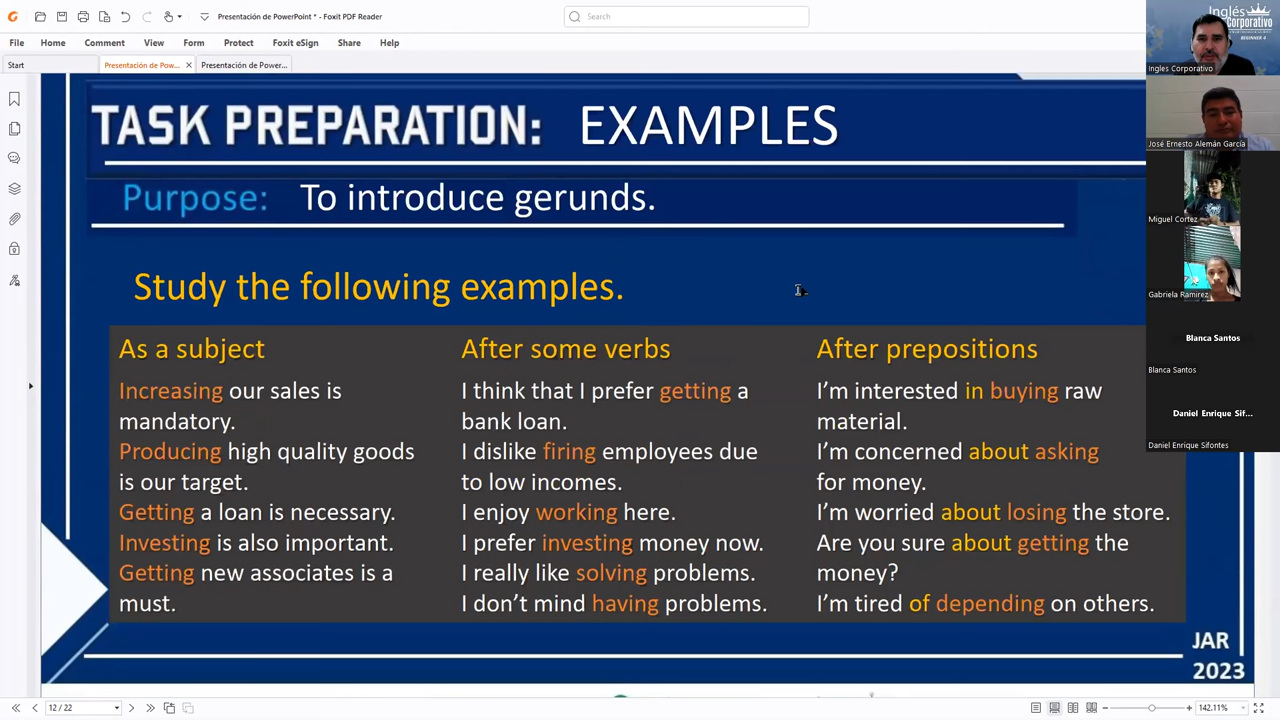 Presentación de PowerPoint * - Foxit PDF Reader
Search
File Home Comment View Form Protect Foxit eSign Share Help
Start
Presentación de Pow...
Presentación de Power...
TASK PREPARATION: EXAMPLES
Purpose: To introduce gerunds.
Study the following examples.
As a subject
Increasing our sales is
mandatory.
Producing high quality goods
is our target.
Getting a loan is necessary.
Investing is also important.
Getting new associates is a
must.
After some verbs
I think that I prefer getting a
bank loan.
I dislike firing employees due
to low incomes.
I enjoy working here.
I prefer investing money now.
I really like solving problems.
I don’t mind having problems.
After prepositions
I’m interested in buying raw
material.
I’m concerned about asking
for money.
I’m worried about losing the store.
Are you sure about getting the
money?
I’m tired of depending on others.
JAR
2023
Inglés
Corporativo
BEGINNER 4
Ingles Corporativo
José Ernesto Alemán García
Miguel Cortez
Gabriela Ramirez
Blanca Santos
Blanca Santos
Daniel Enrique Sif...
Daniel Enrique Sifontes
12 / 22
142.11%